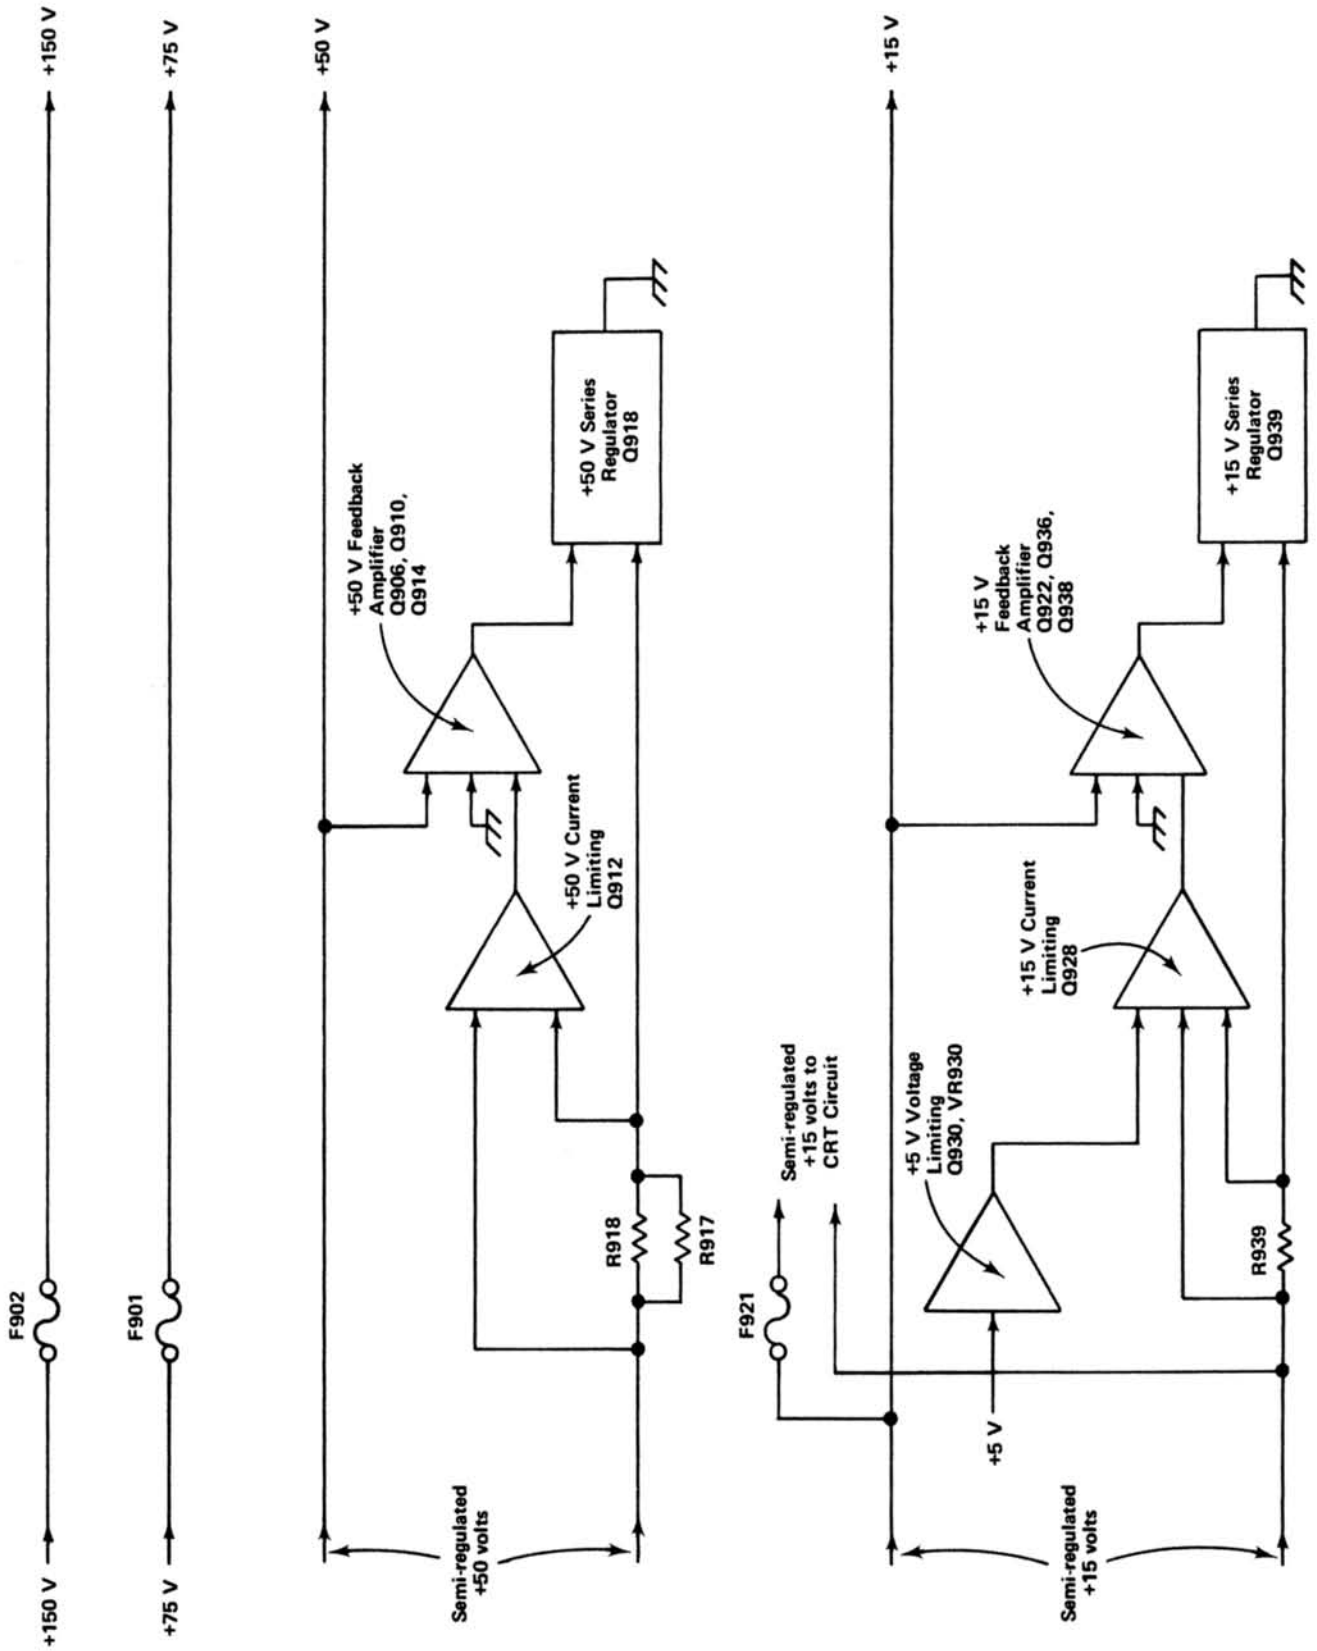 +150 V
F902
+150 V
+75 V
F901
+75 V
+50 V
+50 V Feedback
Amplifier
Q906, Q910,
Q914
+50 V Series
Regulator
Q918
+50 V Current
Limiting
Q912
R918
R917
Semi-regulated
+50 volts
+15 V
F921
Semi-regulated
+15 volts to
CRT Circuit
+5 V
+5 V Voltage
Limiting
Q930, VR930
+15 V Current
Limiting
Q928
+15 V
Feedback
Amplifier
Q922, Q936,
Q938
+15 V Series
Regulator
Q939
R939
Semi-regulated
+15 volts